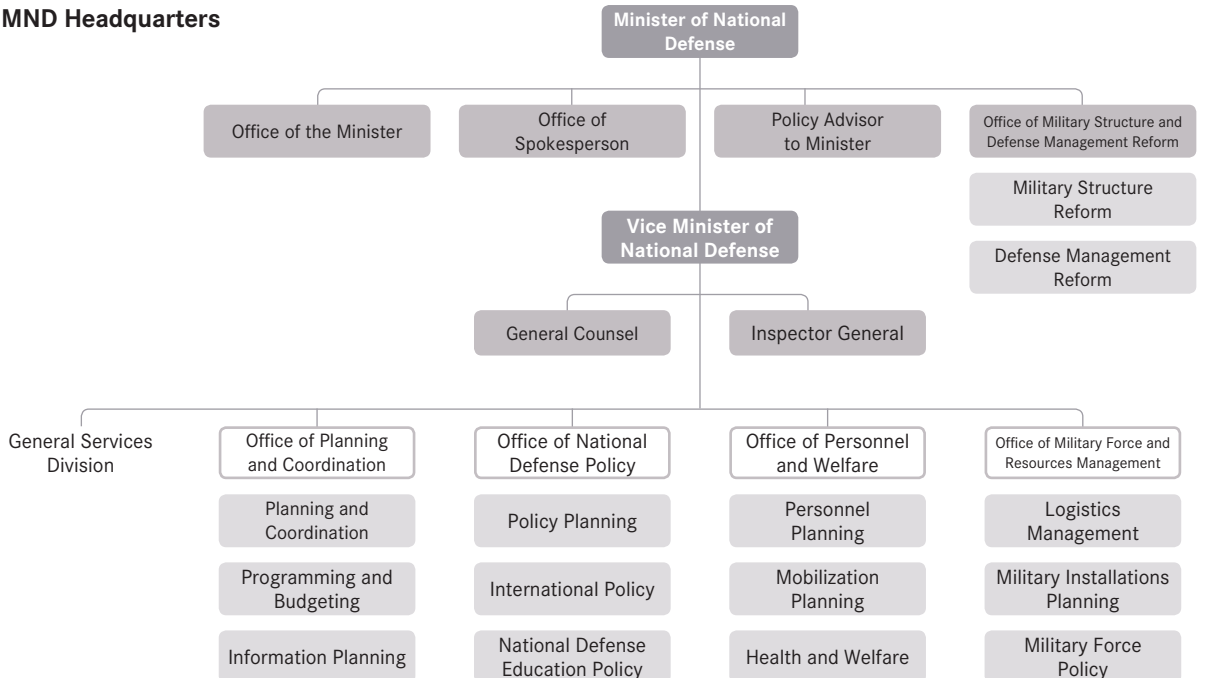 MND Headquarters
Minister of National
Defense
Office of the Minister
Office of
Spokesperson
Policy Advisor
to Minister
Office of Military Structure and
Defense Management Reform
Military Structure
Reform
Defense Management
Reform
Vice Minister of
National Defense
General Counsel
Inspector General
General Services
Division
Office of Planning
and Coordination
Office of National
Defense Policy
Office of Personnel
and Welfare
Office of Military Force and
Resources Management
Planning and
Coordination
Policy Planning
Personnel
Planning
Logistics
Management
Programming and
Budgeting
International Policy
Mobilization
Planning
Military Installations
Planning
Information Planning
National Defense
Education Policy
Health and Welfare
Military Force
Policy